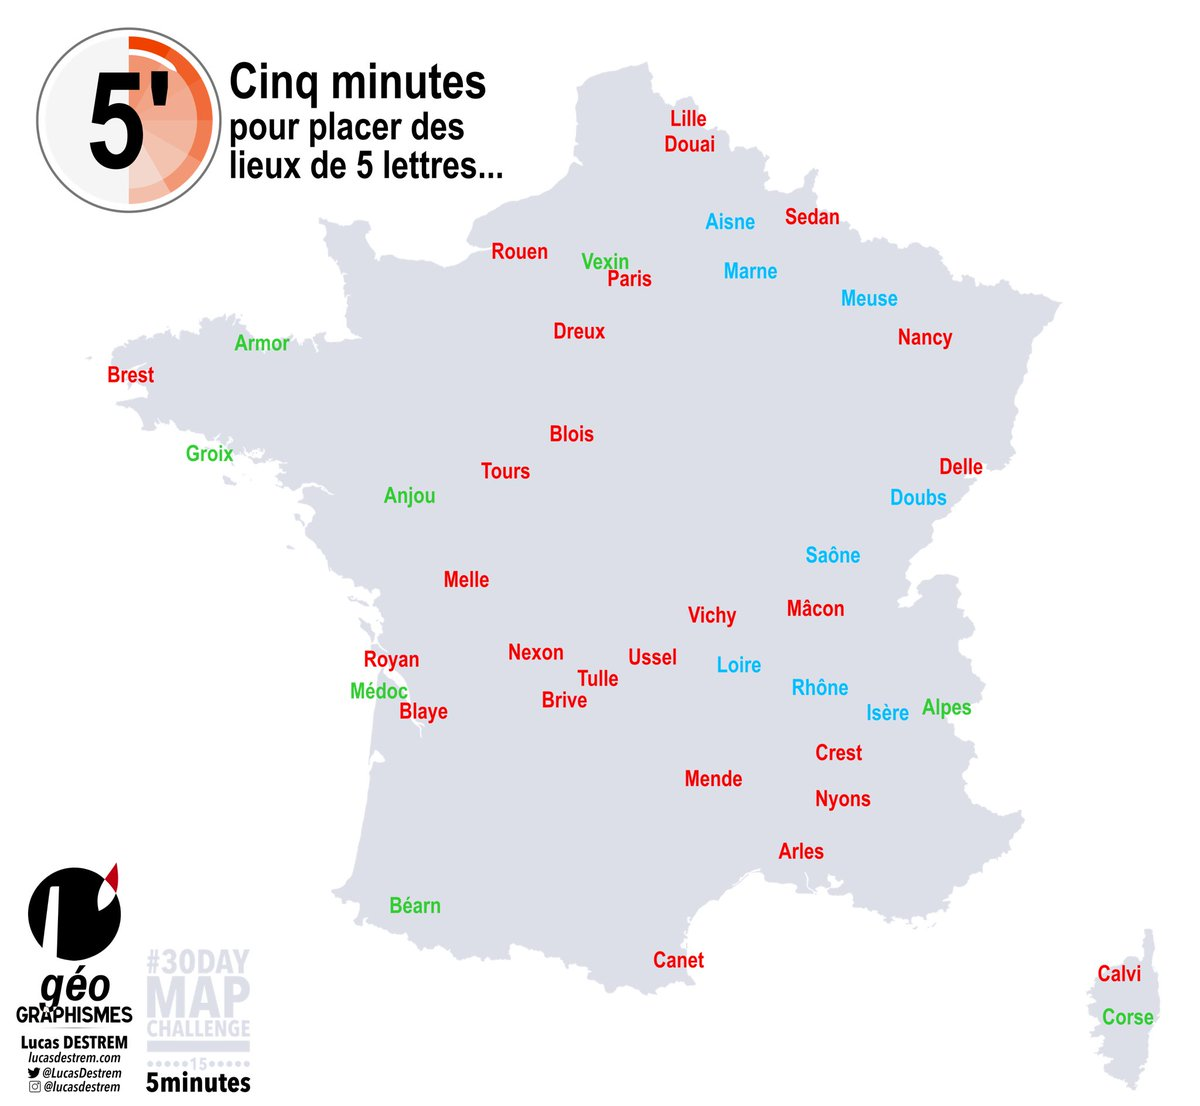 5'
Cinq minutes
pour placer des
lieux de 5 lettres...
Lille
Douai
Sedan
Aisne
Rouen
Vexin
Paris
Marne
Meuse
Dreux
Nancy
Armor
Brest
Blois
Groix
Tours
Delle
Anjou
Doubs
Saône
Melle
Mâcon
Vichy
Nexon
Ussel
Royan
Loire
Tulle
Rhône
Médoc
Brive
Blaye
Isère
Alpes
Crest
Mende
Nyons
Arles
Béarn
Canet
Calvi
Corse
géo
GRAPHISMES
Lucas DESTREM
lucasdestrem.com
@LucasDestrem
@lucasdestrem
#30DAY
MAP
CHALLENGE
15
5minutes